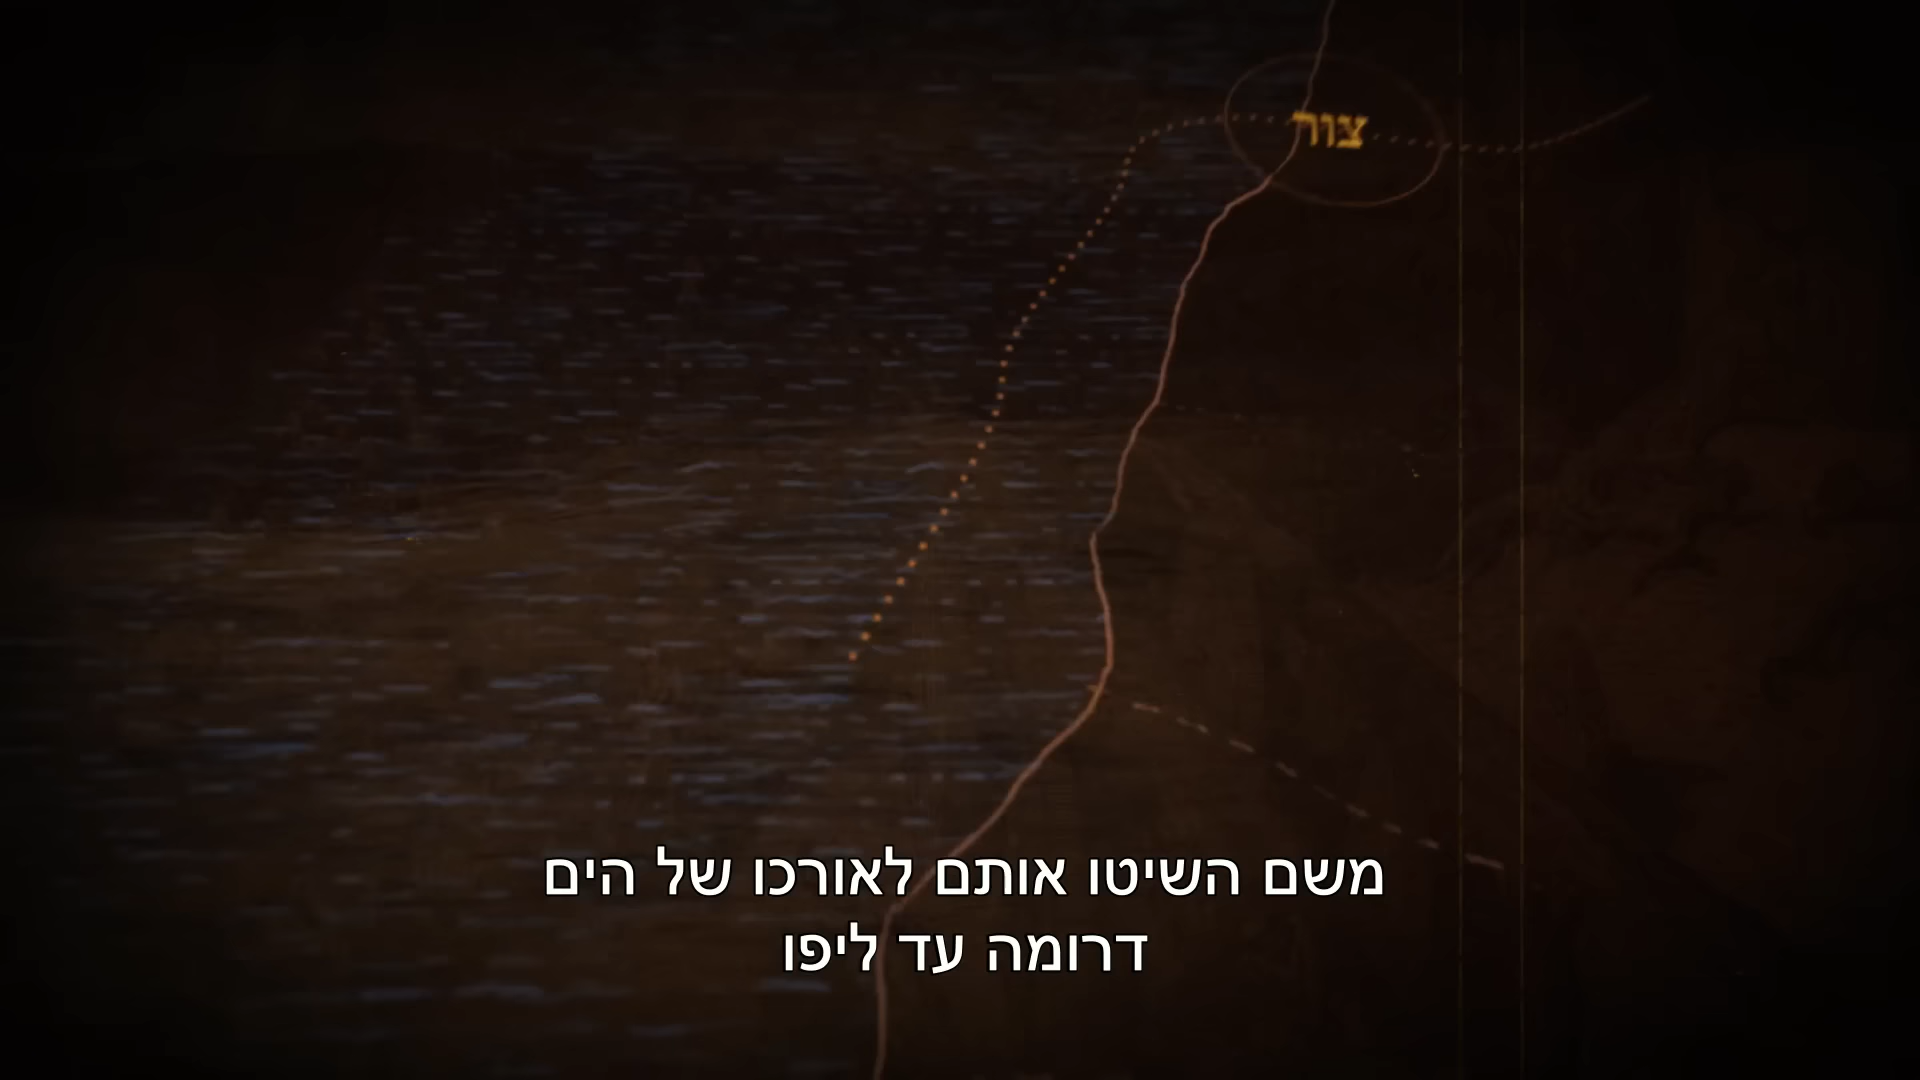 צור
משם השיטו אותם לאורכו של הים
דרומה עד ליפו